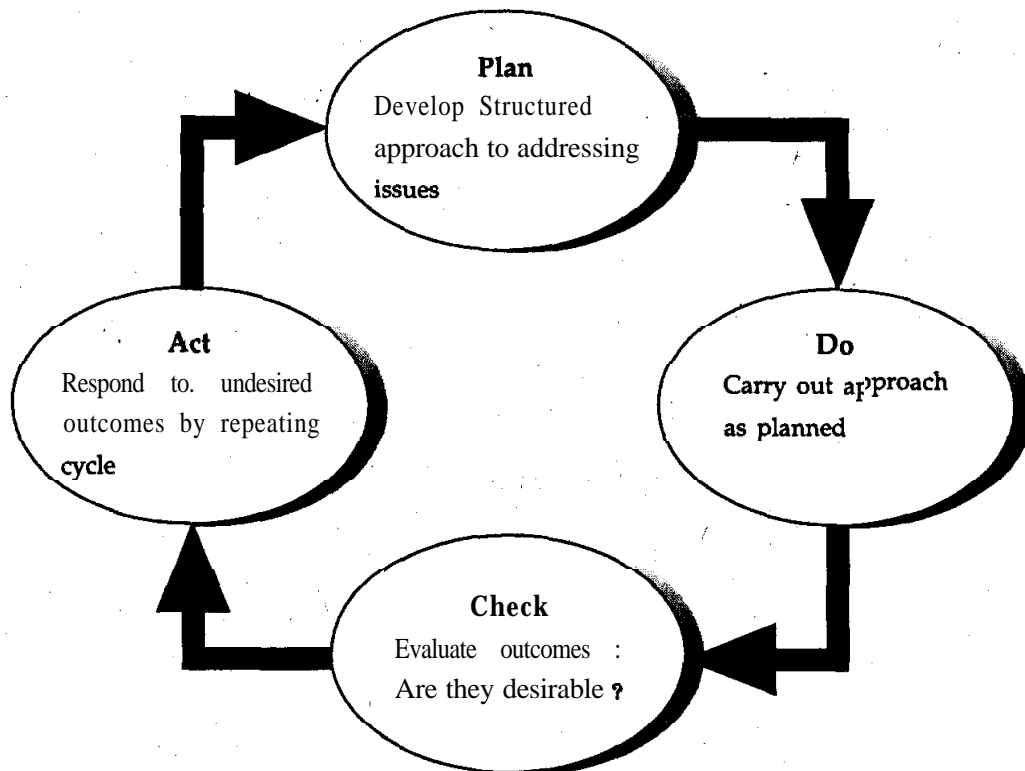 Plan
Develop Structured
approach to addressing
issues
Do
Carry out approach
as planned
Check
Evaluate outcomes :
Are they desirable ?
Act
Respond to. undesired
outcomes by repeating
cycle